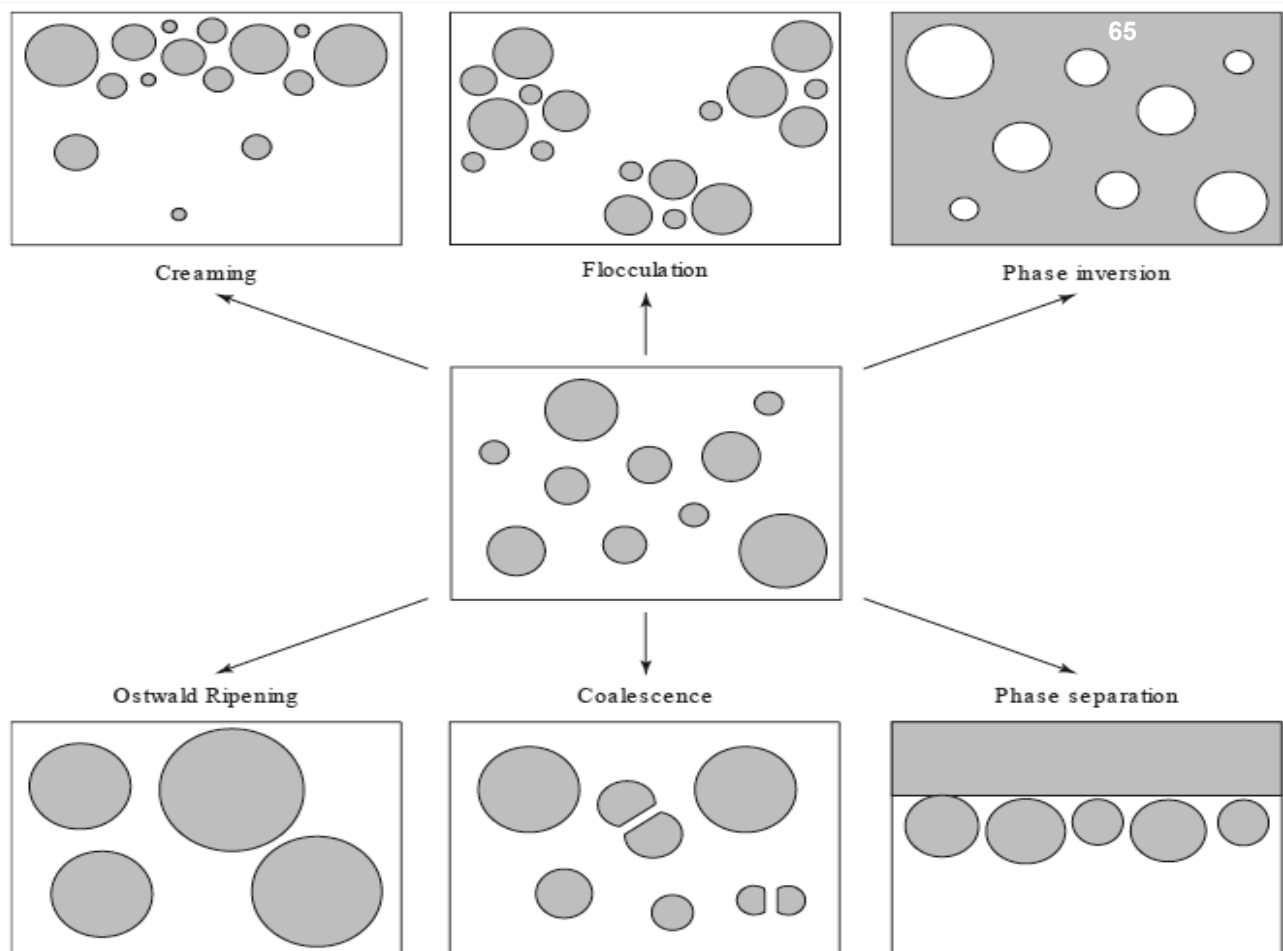 65
Creaming
Flocculation
Phase inversion
Ostwald Ripening
Coalescence
Phase separation